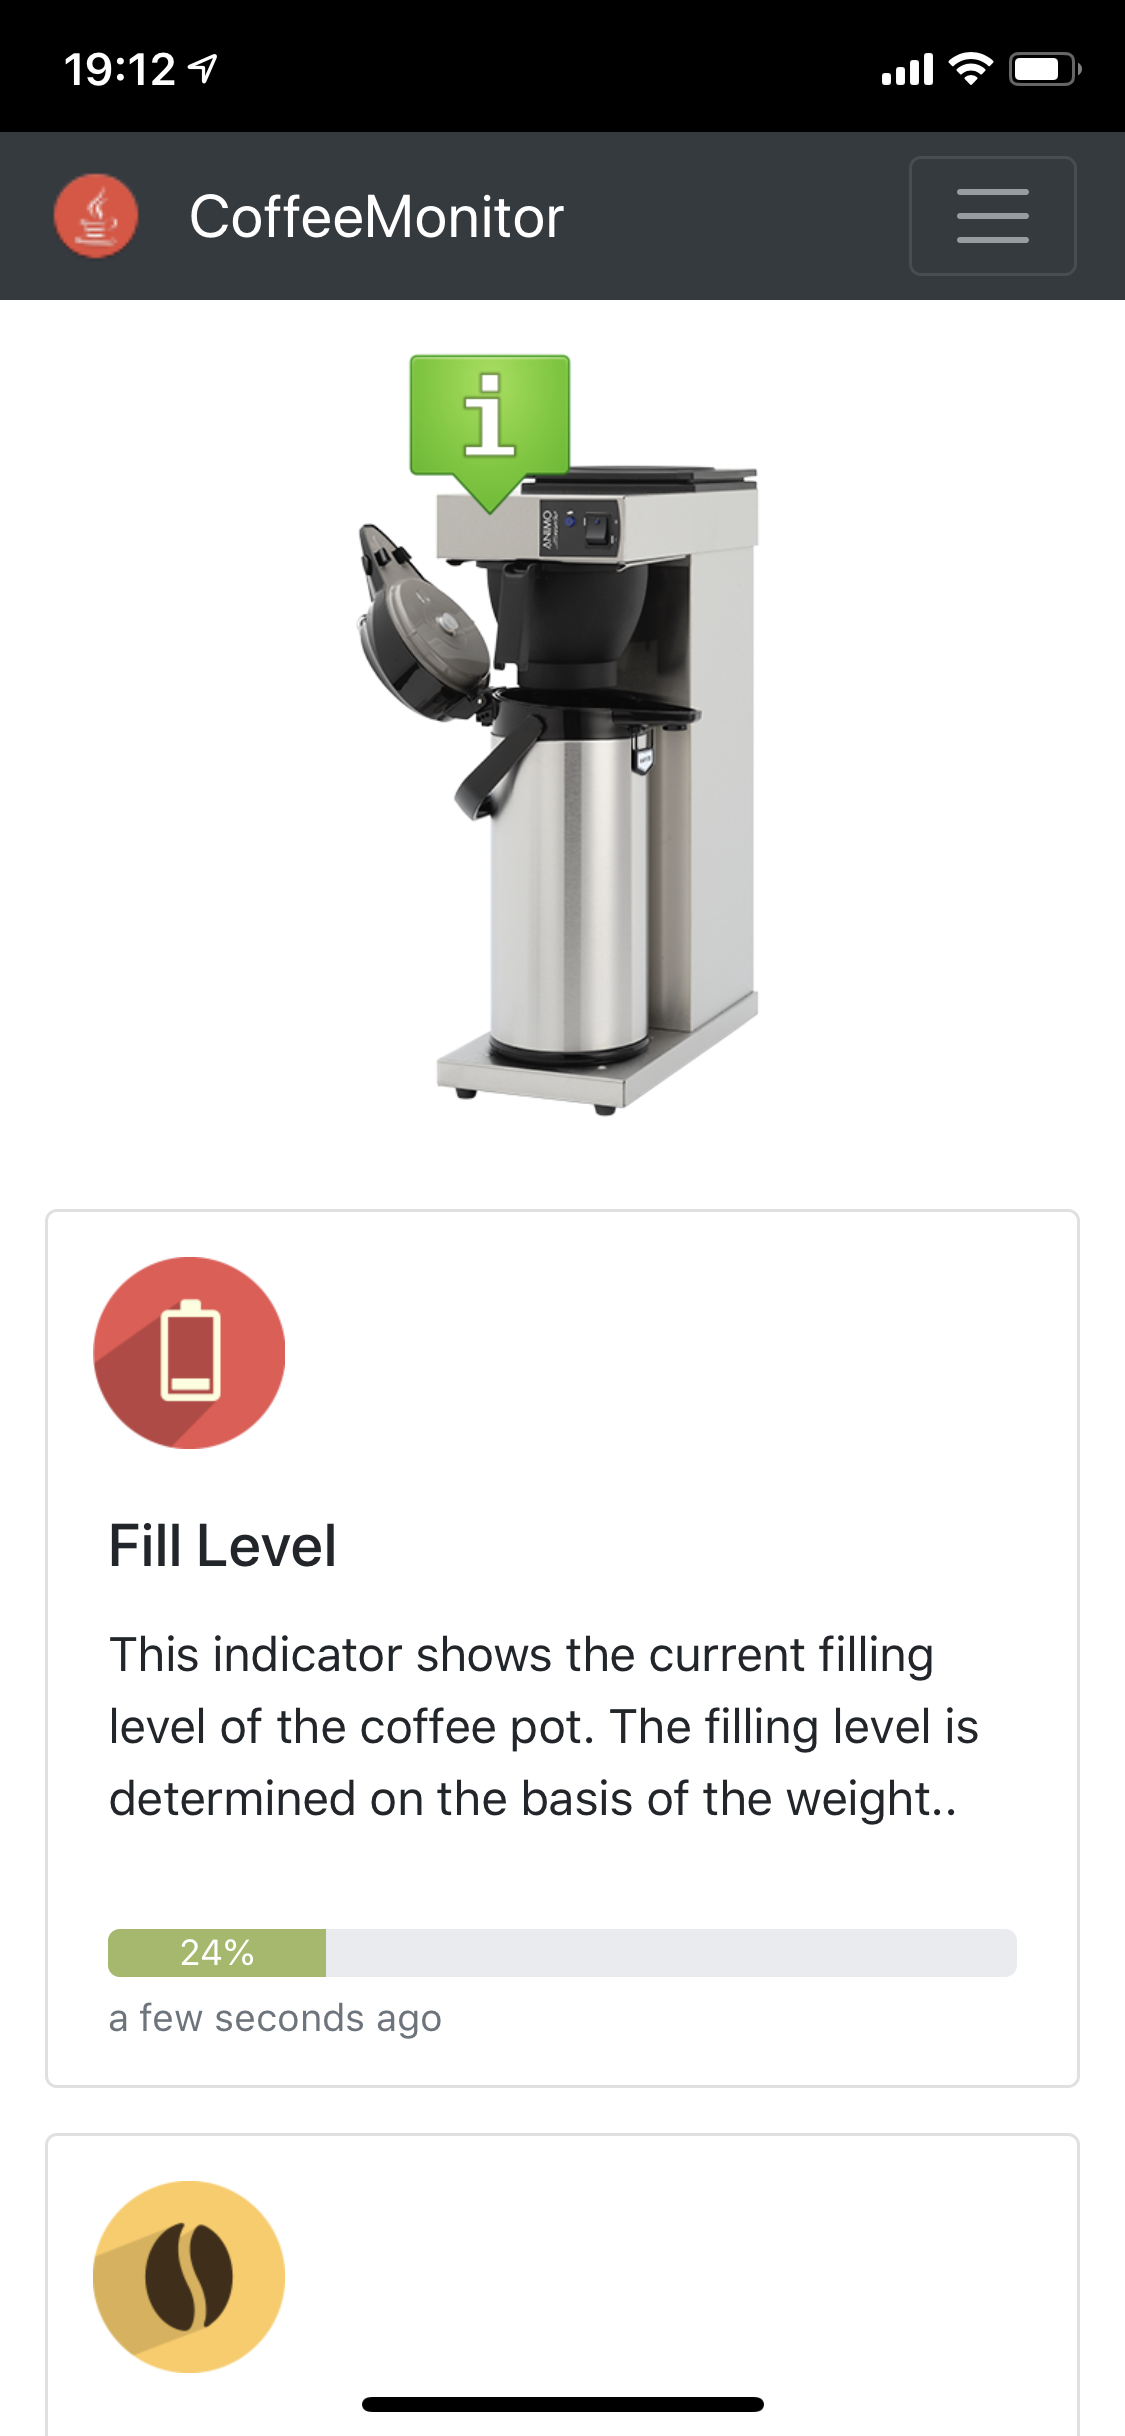 19:12
CoffeeMonitor
i
ANIMO
Fill Level
This indicator shows the current filling
level of the coffee pot. The filling level is
determined on the basis of the weight..
24%
a few seconds ago